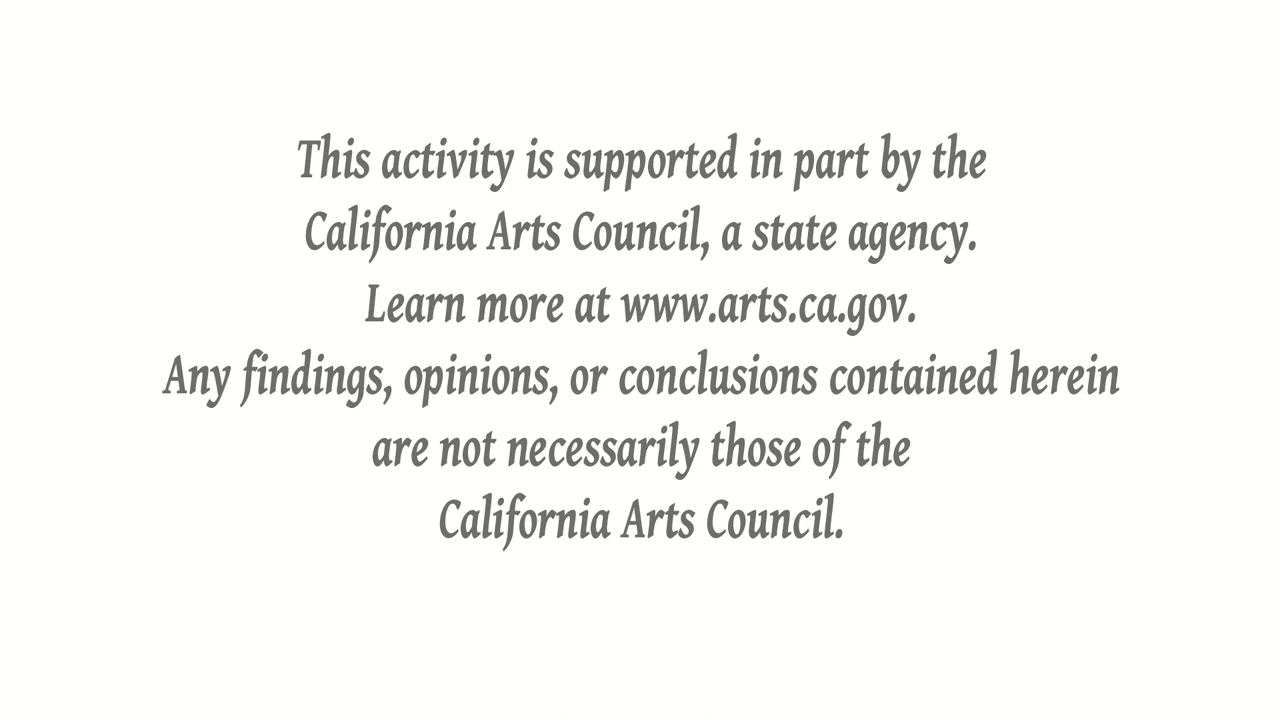 This activity is supported in part by the
California Arts Council, a state agency.
Learn more at www.arts.ca.gov.
Any findings, opinions, or conclusions contained herein
are not necessarily those of the
California Arts Council.